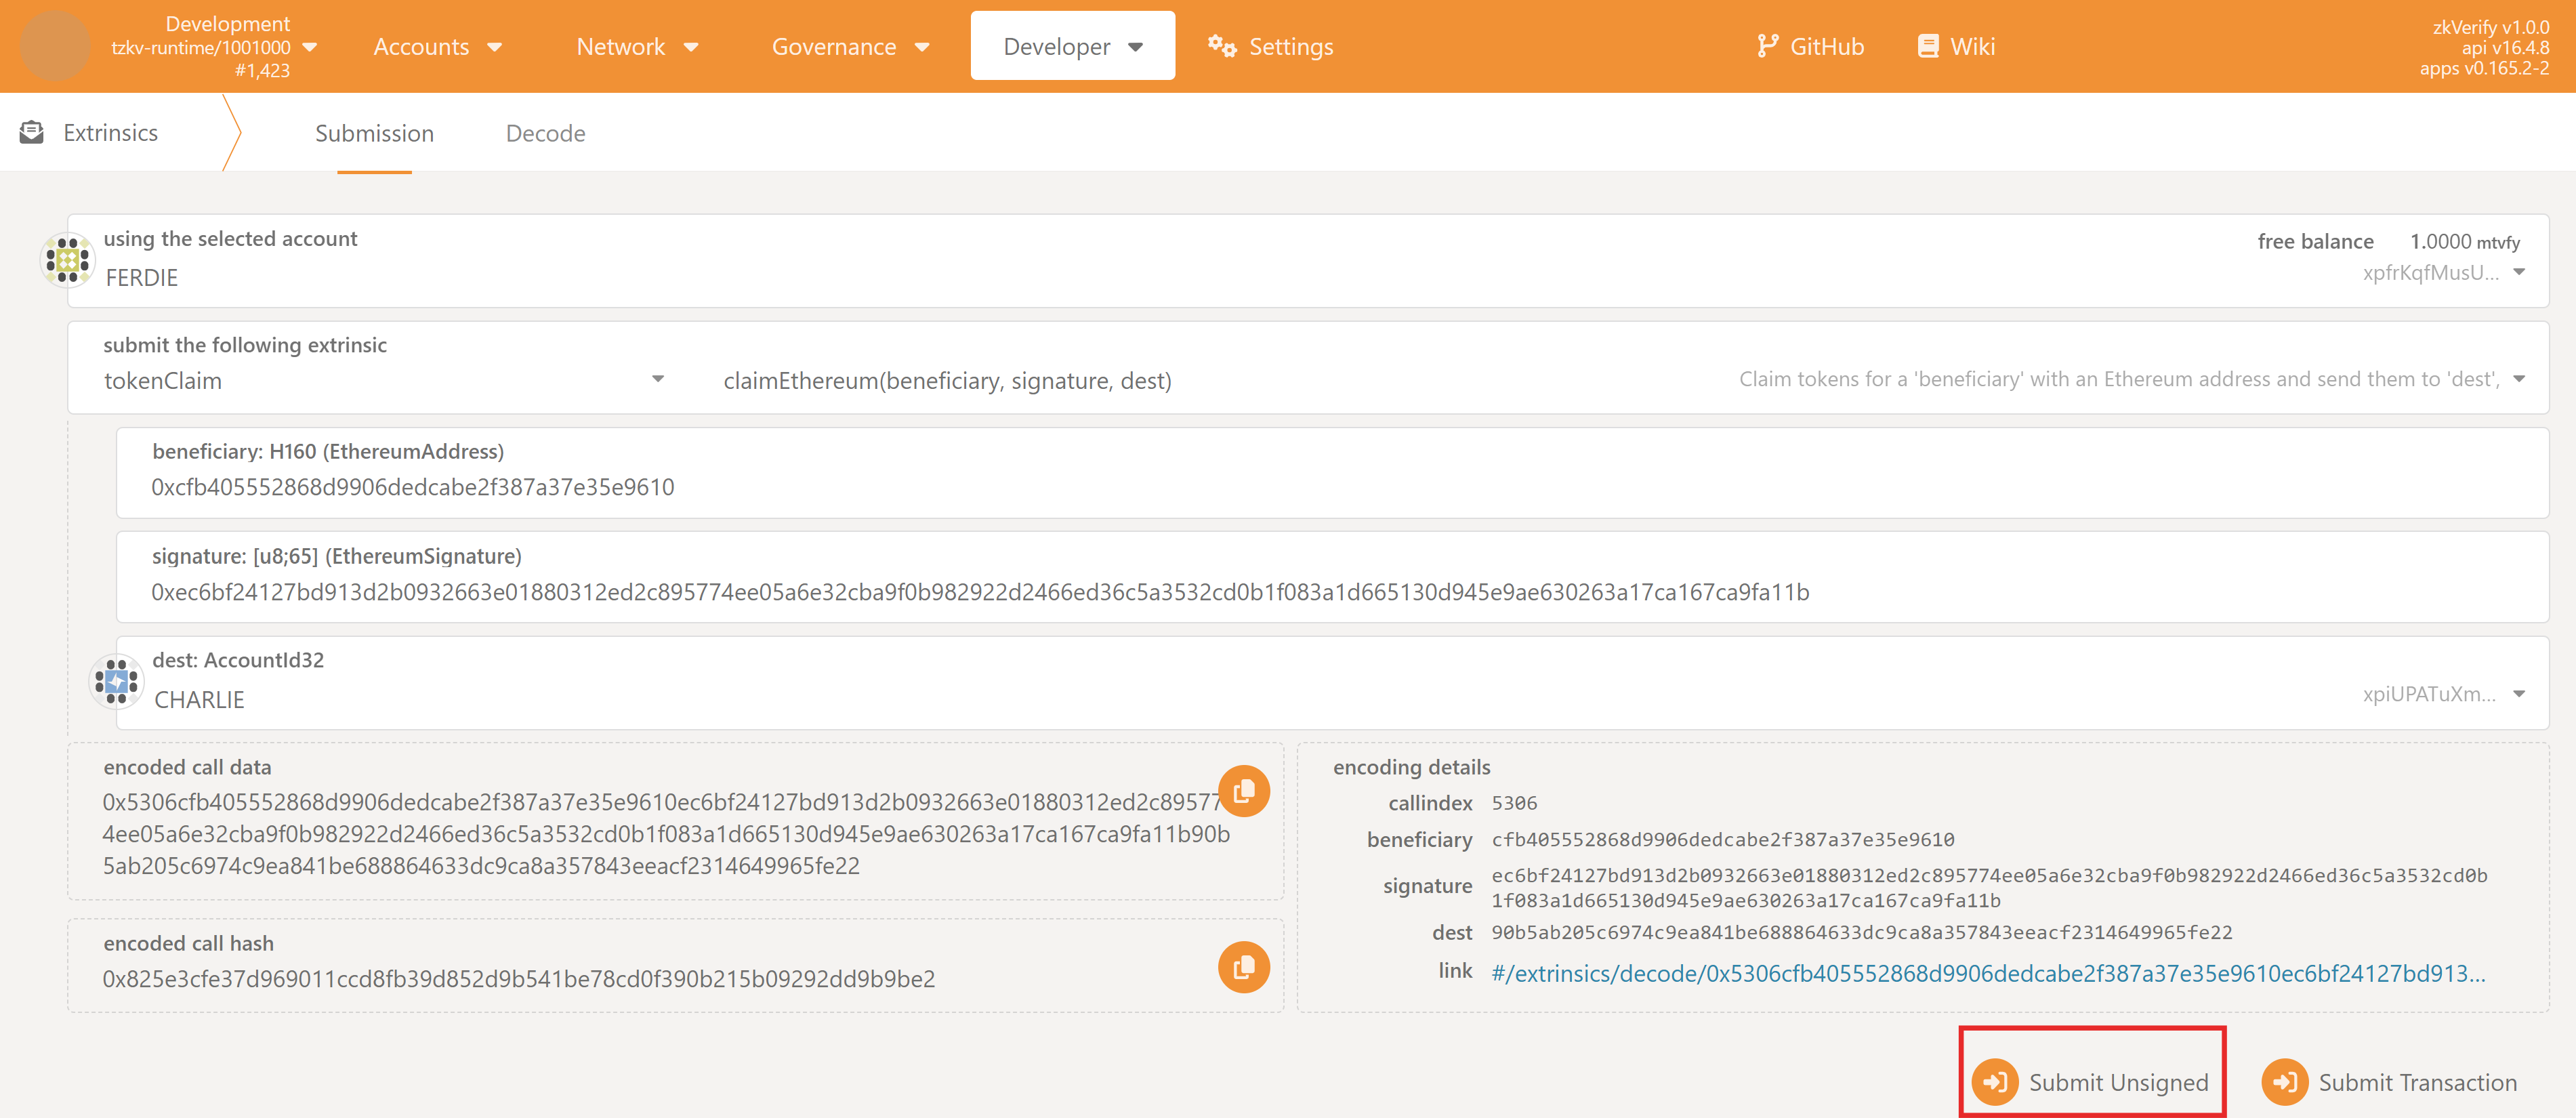 Development
tzkv-runtime/1001000
#1,423
Accounts
Network
Governance
Developer
Settings
GitHub
Wiki
zkVerify v1.0.0
api v16.4.8
apps v0.165.2-2
Extrinsics
Submission
Decode
using the selected account
FERDIE
free balance 1.0000 mtvfy
xpfrKqfMusU...
submit the following extrinsic
tokenClaim
claimEthereum(beneficiary, signature, dest)
Claim tokens for a 'beneficiary' with an Ethereum address and send them to 'dest',
beneficiary: H160 (EthereumAddress)
0xcfb405552868d9906dedcabe2f387a37e35e9610
signature: [u8;65] (EthereumSignature)
0xec6bf24127bd913d2b0932663e01880312ed2c895774ee05a6e32cba9f0b982922d2466ed36c5a3532cd0b1f083a1d665130d945e9ae630263a17ca167ca9fa11b
dest: AccountId32
CHARLIE
xpiUPATuXm...
encoded call data
0x5306cfb405552868d9906dedcabe2f387a37e35e9610ec6bf24127bd913d2b0932663e01880312ed2c89577
4ee05a6e32cba9f0b982922d2466ed36c5a3532cd0b1f083a1d665130d945e9ae630263a17ca167ca9fa11b90b
5ab205c6974c9ea841be688864633dc9ca8a357843eeacf2314649965fe22
encoded call hash
0x825e3cfe37d969011ccd8fb39d852d9b541be78cd0f390b215b09292dd9b9be2
encoding details
callindex 5306
beneficiary cfb405552868d9906dedcabe2f387a37e35e9610
signature ec6bf24127bd913d2b0932663e01880312ed2c895774ee05a6e32cba9f0b982922d2466ed36c5a3532cd0b
1f083a1d665130d945e9ae630263a17ca167ca9fa11b
dest 90b5ab205c6974c9ea841be688864633dc9ca8a357843eeacf2314649965fe22
link #/extrinsics/decode/0x5306cfb405552868d9906dedcabe2f387a37e35e9610ec6bf24127bd913...
Submit Unsigned
Submit Transaction